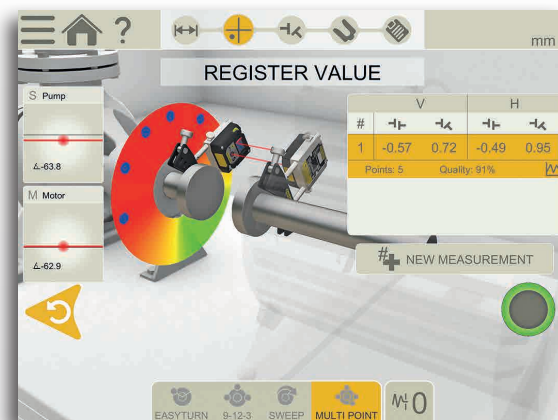 ?
mm
REGISTER VALUE
S Pump
-63.8
M Motor
-62.9
V H
#
1 -0.57 0.72 -0.49 0.95
Points: 5 Quality: 91%
# NEW MEASUREMENT
EASYTURN 9-12-3 SWEEP MULTI POINT 0